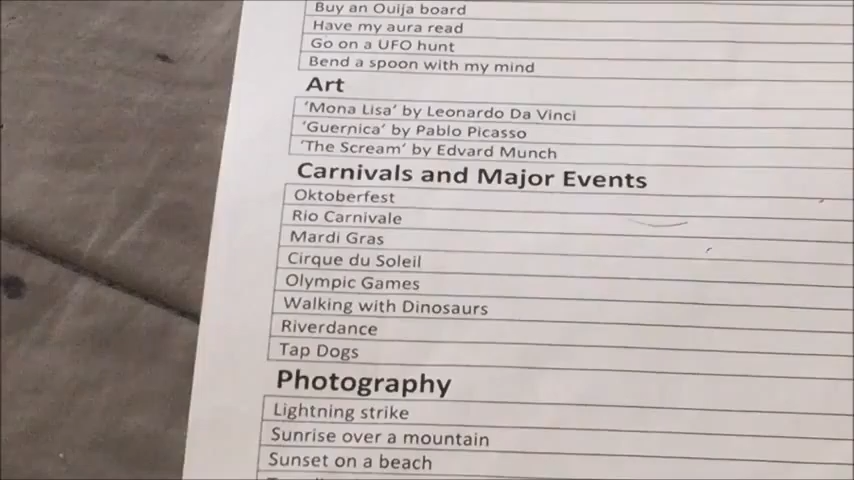 Buy an Ouija board
Have my aura read
Go on a UFO hunt
Bend a spoon with my mind
Art
‘Mona Lisa’ by Leonardo Da Vinci
‘Guernica’ by Pablo Picasso
‘The Scream’ by Edvard Munch
Carnivals and Major Events
Oktoberfest
Rio Carnivale
Mardi Gras
Cirque du Soleil
Olympic Games
Walking with Dinosaurs
Riverdance
Tap Dogs
Photography
Lightning strike
Sunrise over a mountain
Sunset on a beach